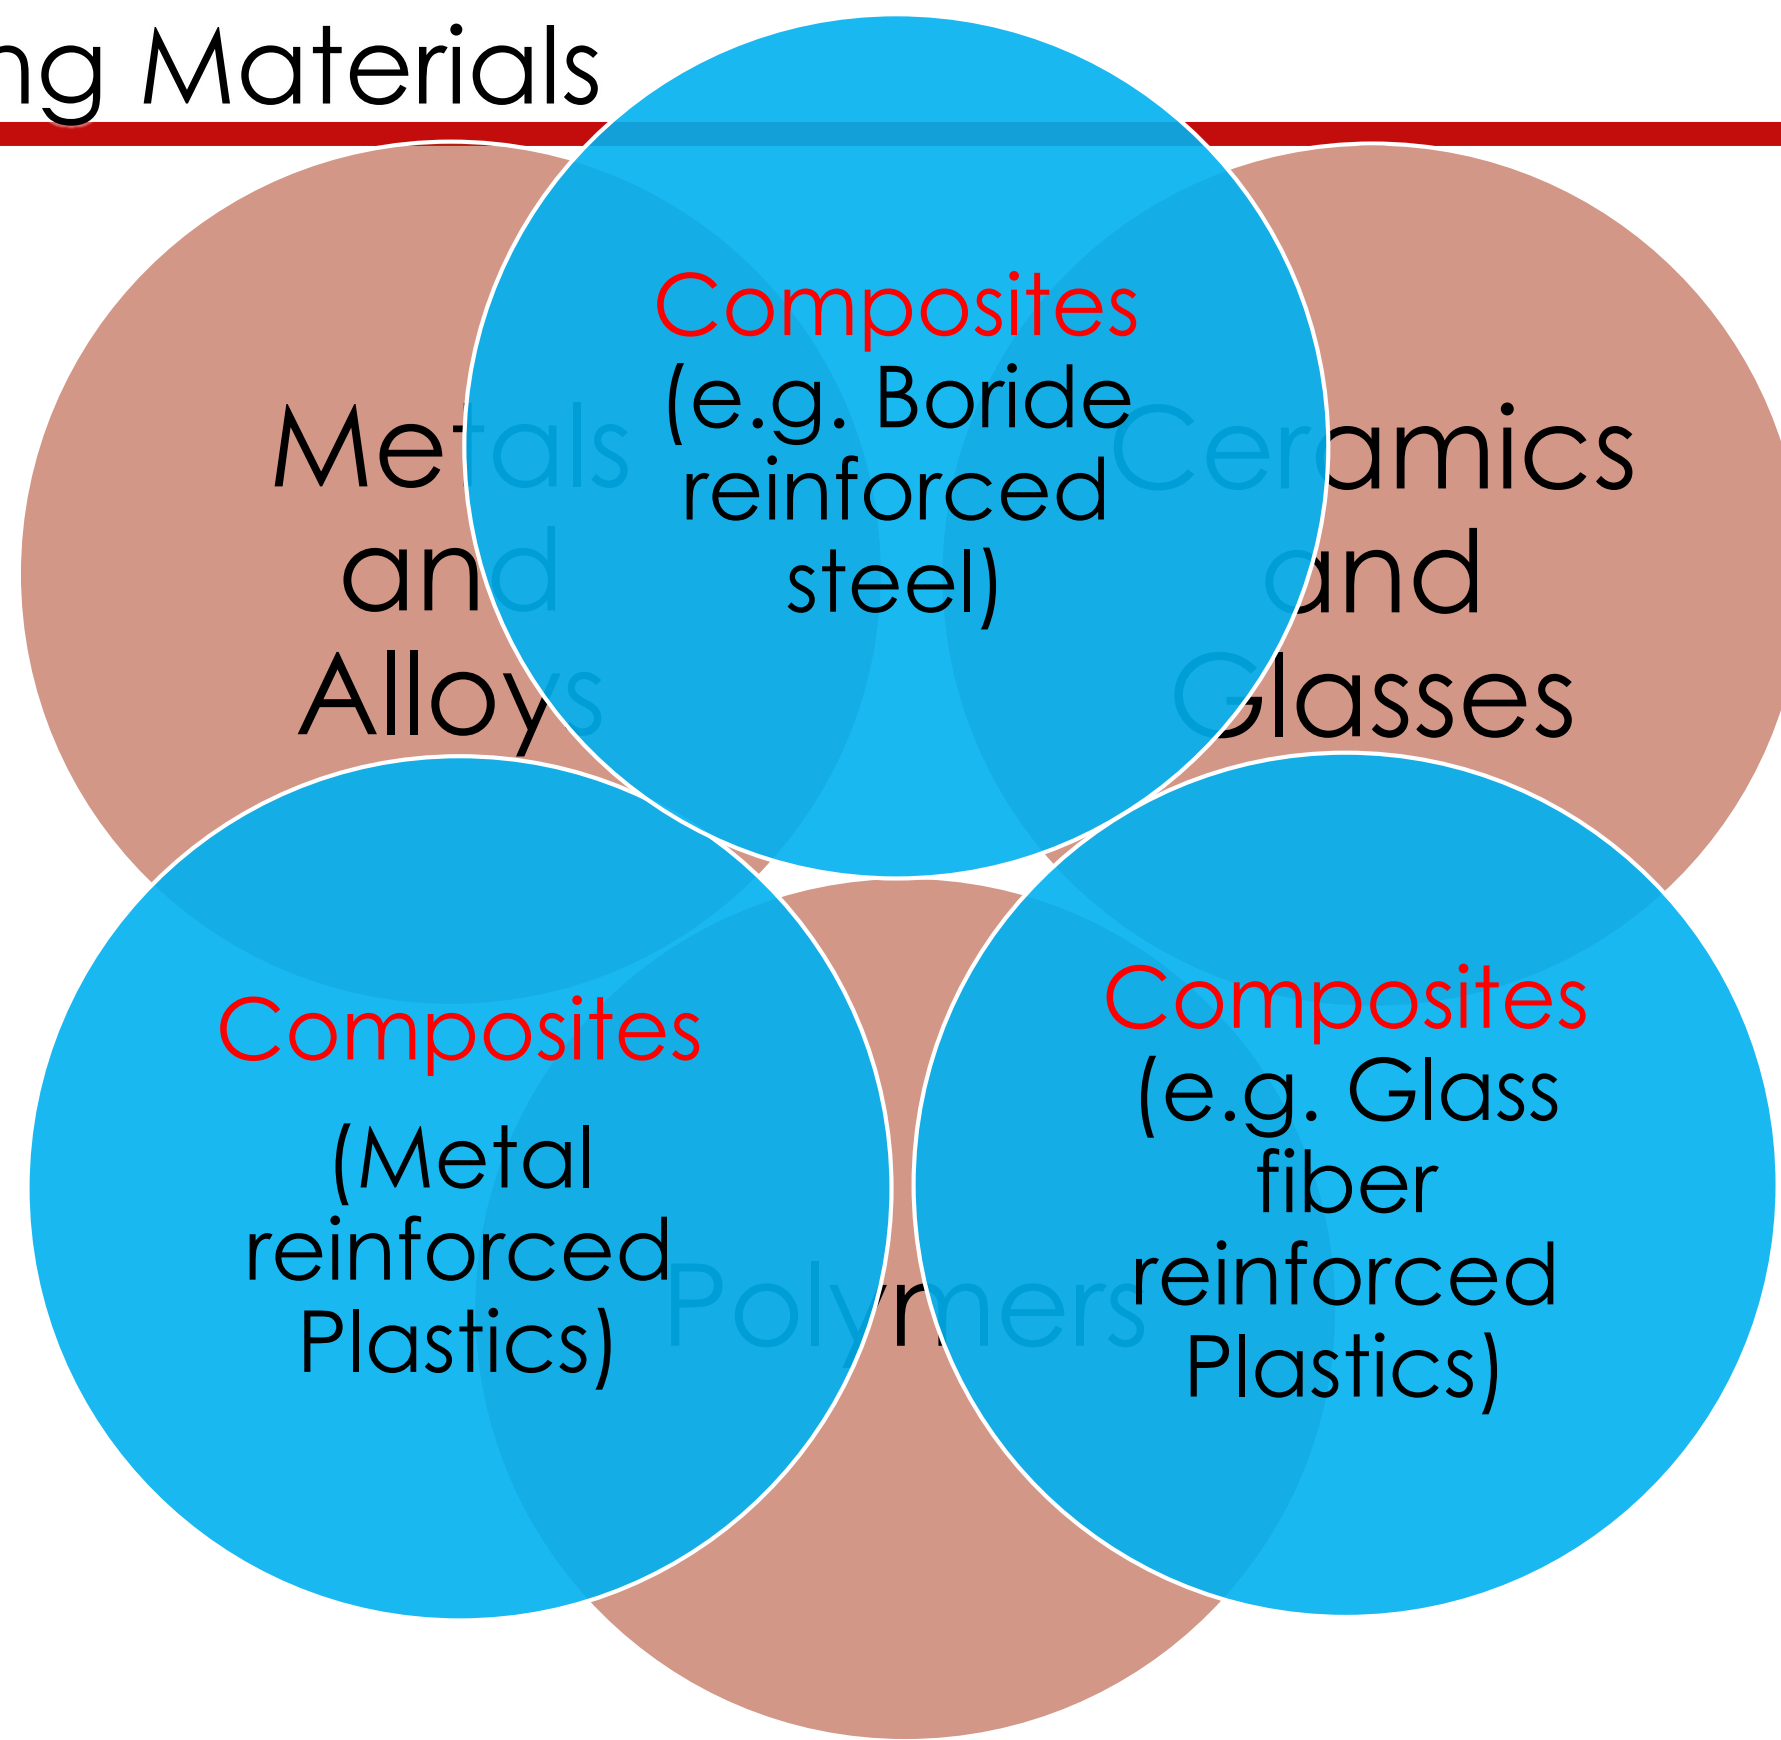 ng Materials
Composites
(e.g. Boride
reinforced
steel)
Metals
and
Alloys
Ceramics
and
Glasses
Composites
(Metal
reinforced
Plastics)
Composites
(e.g. Glass
fiber
reinforced
Plastics)
Polymers